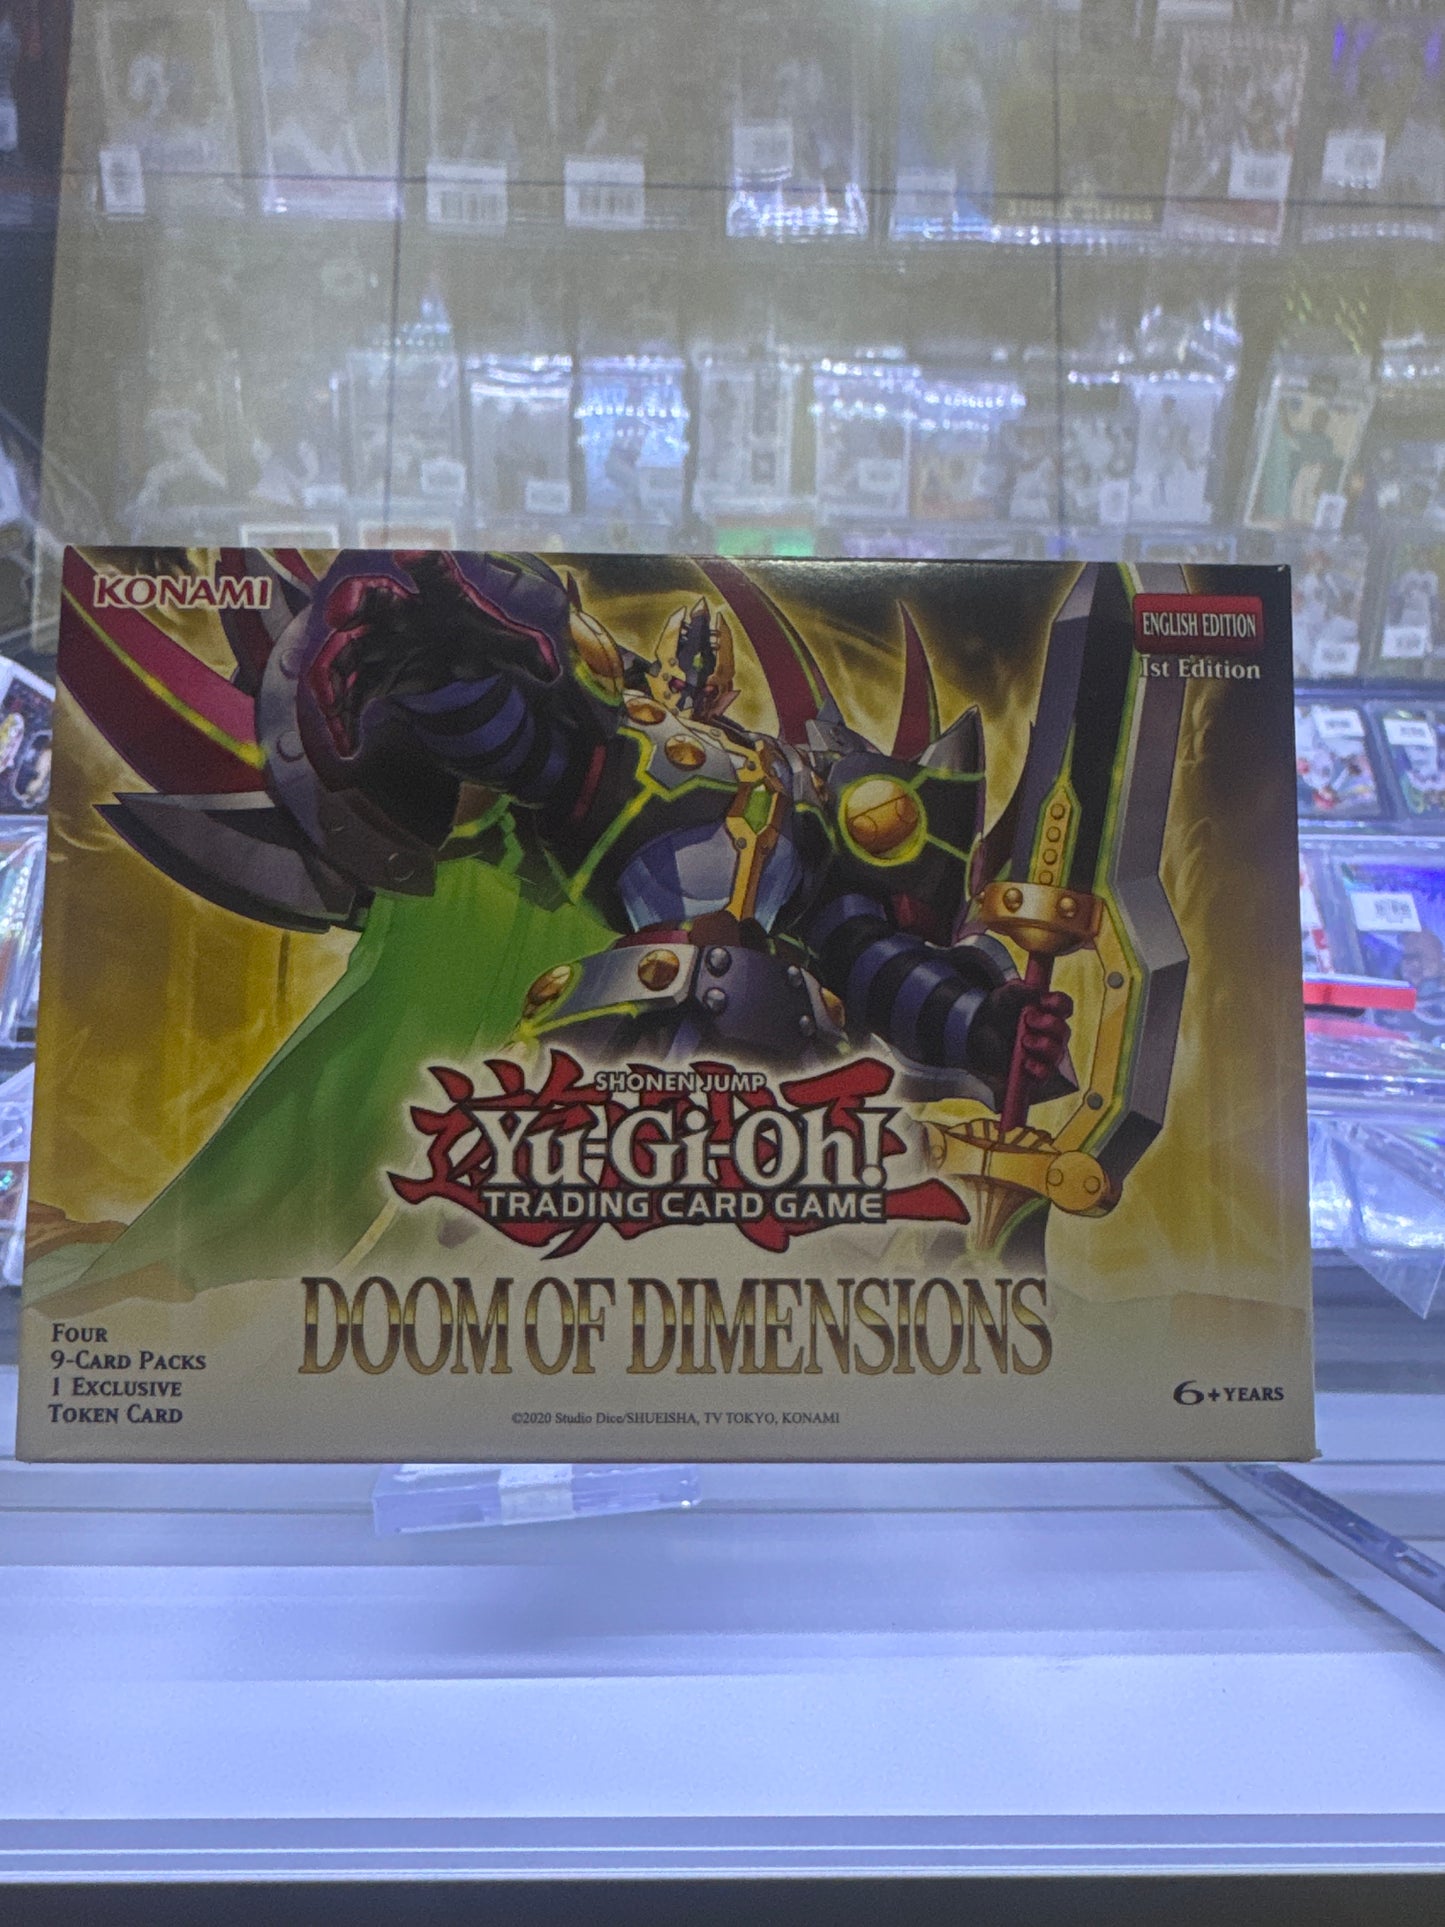 KONAMI
ENGLISH EDITION
1st Edition
SHONEN JUMP
Yu-Gi-Oh!
TRADING CARD GAME
DOOM OF DIMENSIONS
FOUR
9-CARD PACKS
1 EXCLUSIVE
TOKEN CARD
6+YEARS
©2020 Studio Dice/SHUEISHA, TV TOKYO, KONAMI